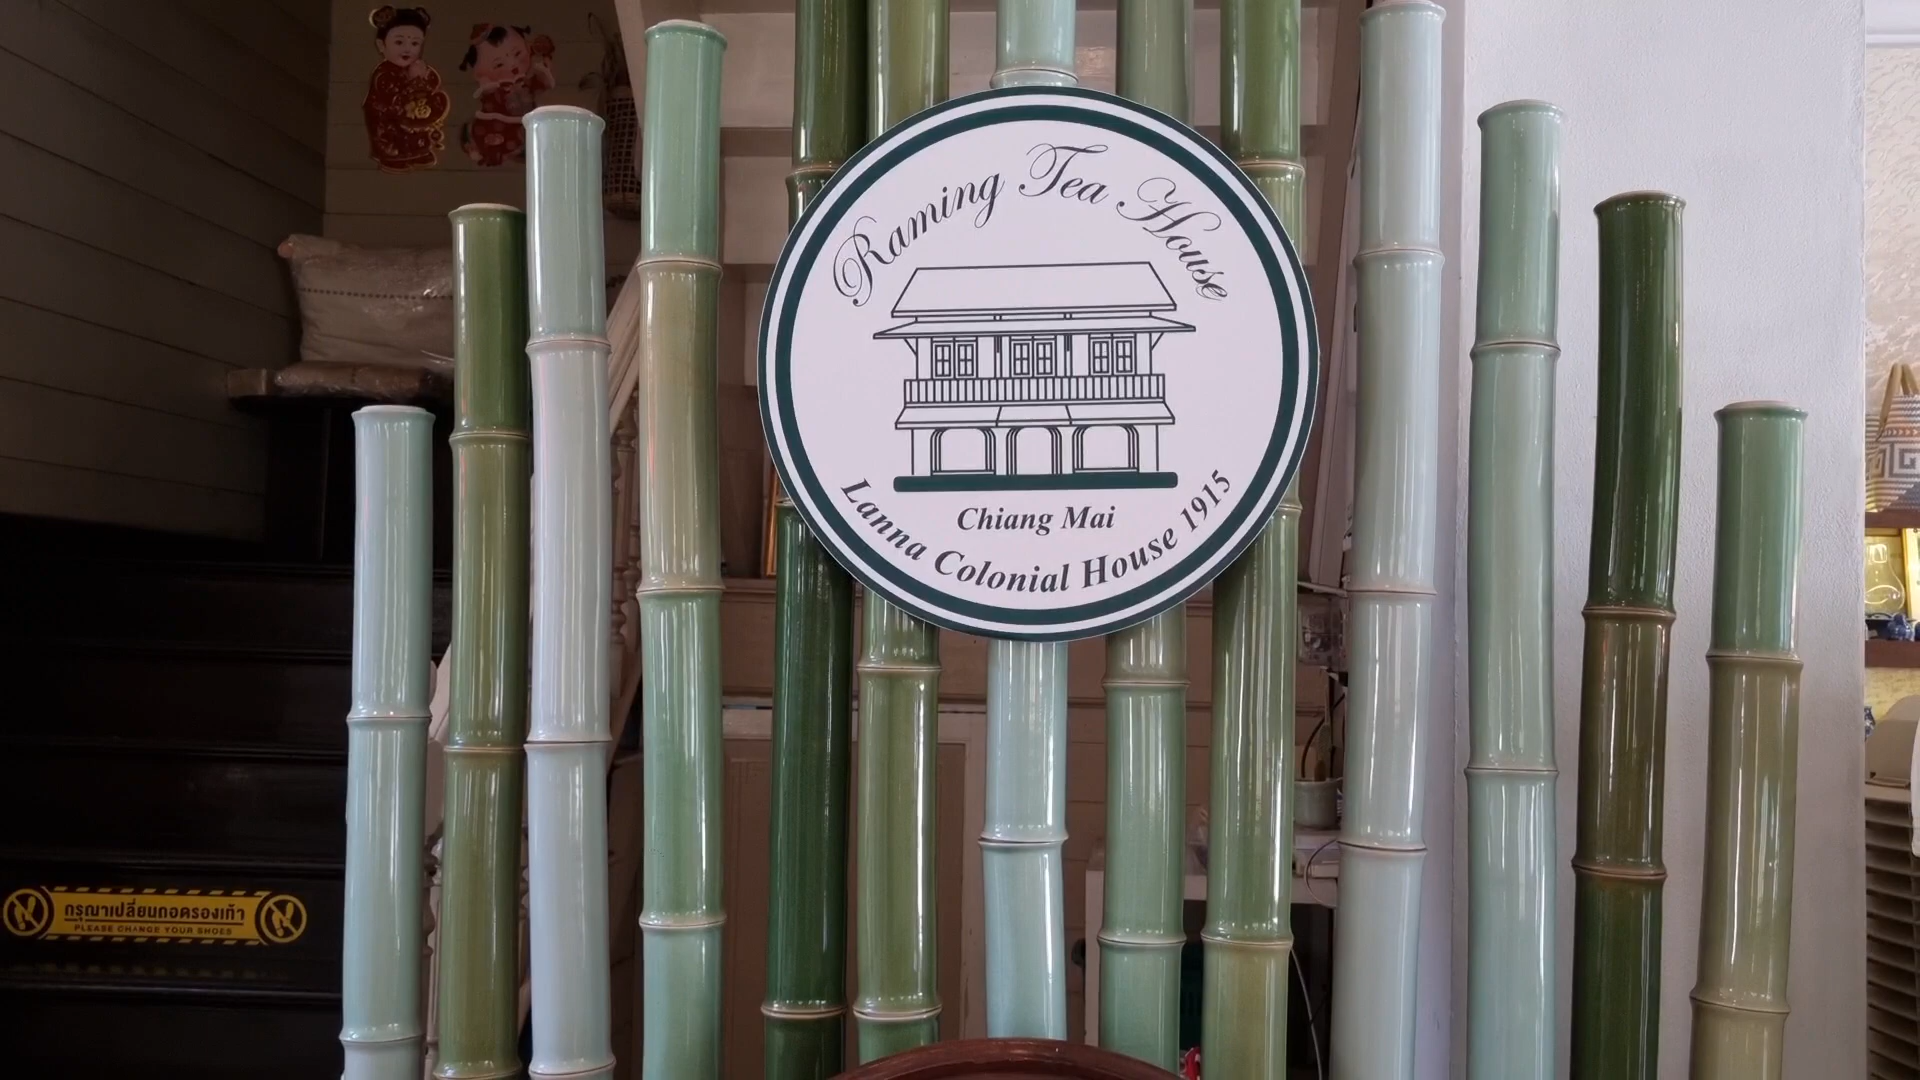 Raming Tea House
Chiang Mai
Lanna Colonial House 1915
กรุณาเปลี่ยนถอดรองเท้า
PLEASE CHANGE YOUR SHOES
福